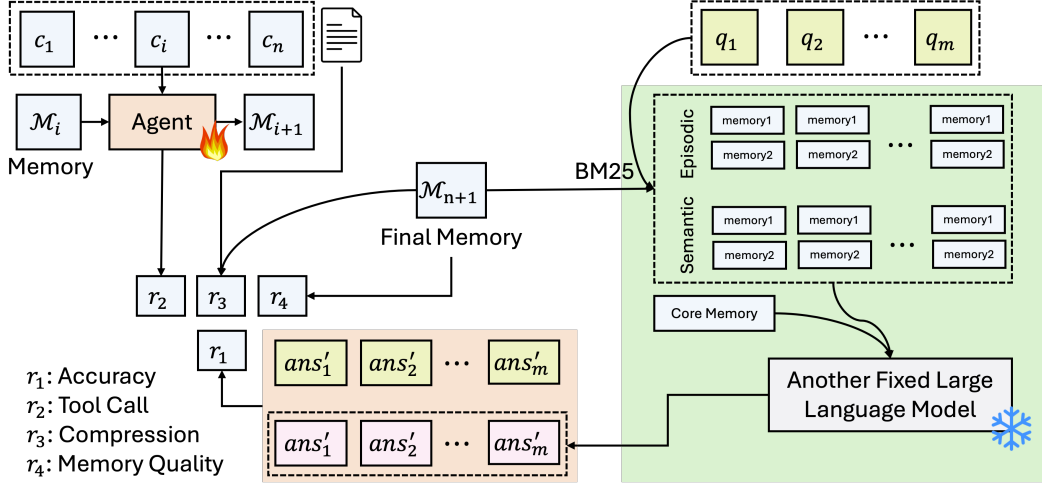 c₁ ··· cᵢ ··· cₙ
q₁ q₂ ··· qₘ
ℳᵢ Agent ℳᵢ₊₁
Memory
BM25
ℳₙ₊₁
Final Memory
Episodic
memory1 memory1 memory1
memory2 memory2 ··· memory2
Semantic
memory1 memory1 memory1
memory2 memory2 ··· memory2
Core Memory
Another Fixed Large
Language Model
r₂ r₃ r₄
r₁
ans′₁ ans′₂ ··· ans′ₘ
ans′₁ ans′₂ ··· ans′ₘ
r₁: Accuracy
r₂: Tool Call
r₃: Compression
r₄: Memory Quality